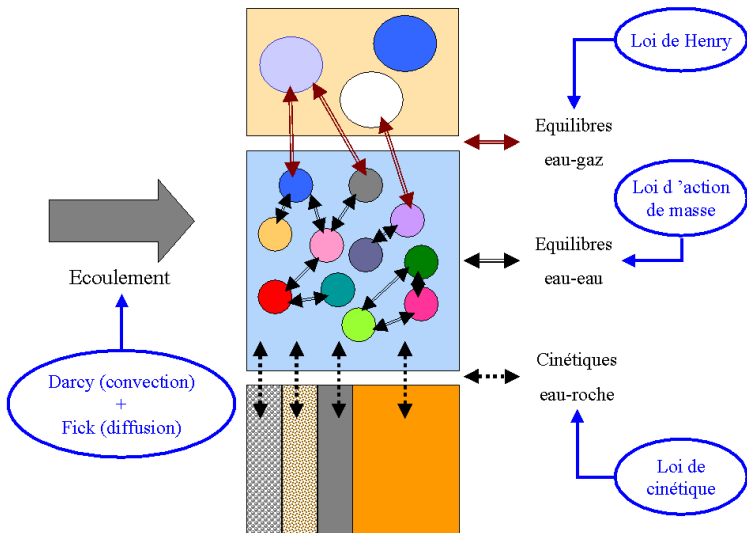 Loi de Henry
Equilibres
eau-gaz
Loi d ’action
de masse
Ecoulement
Equilibres
eau-eau
Darcy (convection)
+
Fick (diffusion)
Cinétiques
eau-roche
Loi de
cinétique